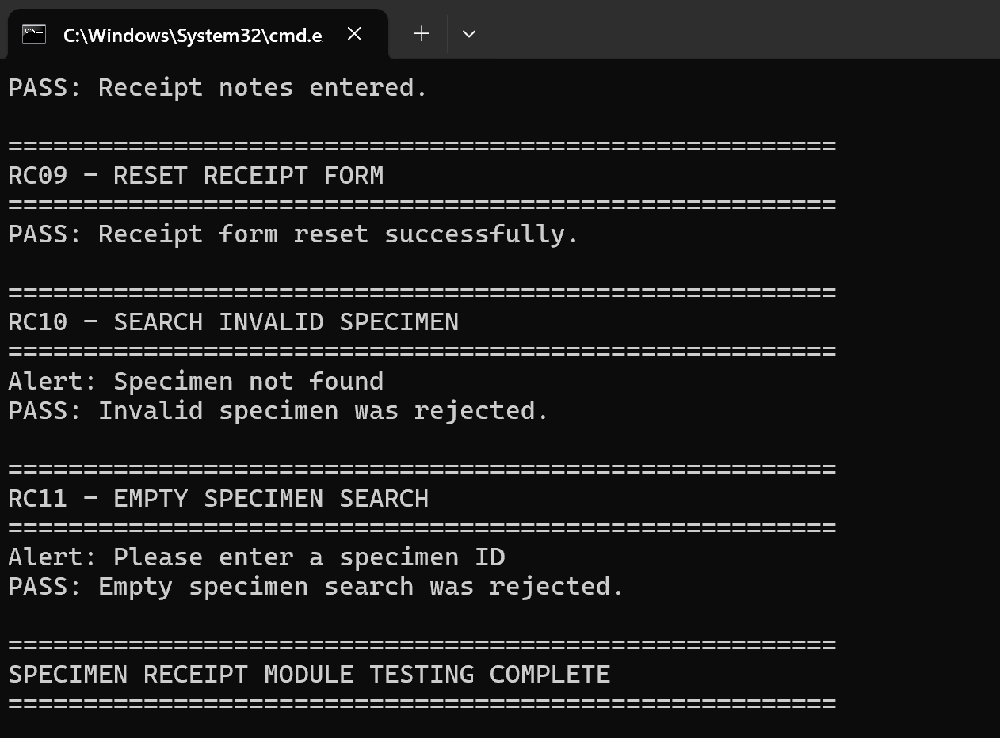 C:\Windows\System32\cmd.e
PASS: Receipt notes entered.
=======================================================
RC09 - RESET RECEIPT FORM
=======================================================
PASS: Receipt form reset successfully.
=======================================================
RC10 - SEARCH INVALID SPECIMEN
=======================================================
Alert: Specimen not found
PASS: Invalid specimen was rejected.
=======================================================
RC11 - EMPTY SPECIMEN SEARCH
=======================================================
Alert: Please enter a specimen ID
PASS: Empty specimen search was rejected.
=======================================================
SPECIMEN RECEIPT MODULE TESTING COMPLETE
=======================================================